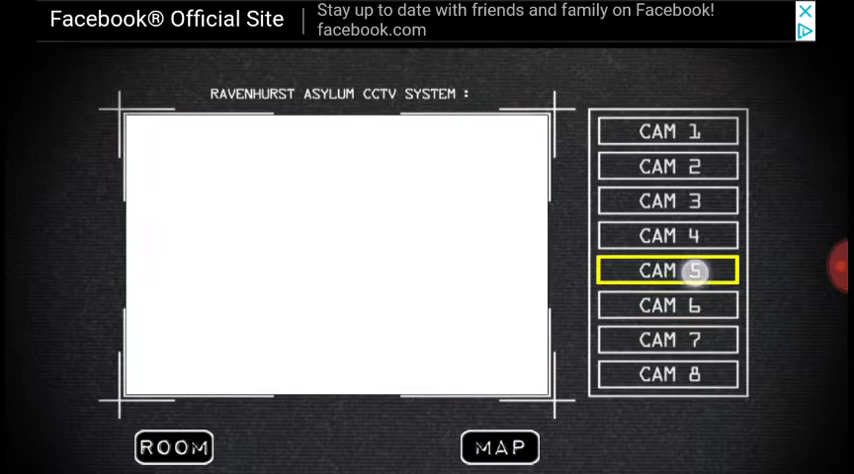 Facebook® Official Site
Stay up to date with friends and family on Facebook!
facebook.com
RAVENHURST ASYLUM CCTV SYSTEM :
CAM 1
CAM 2
CAM 3
CAM 4
CAM 5
CAM 6
CAM 7
CAM 8
ROOM
MAP